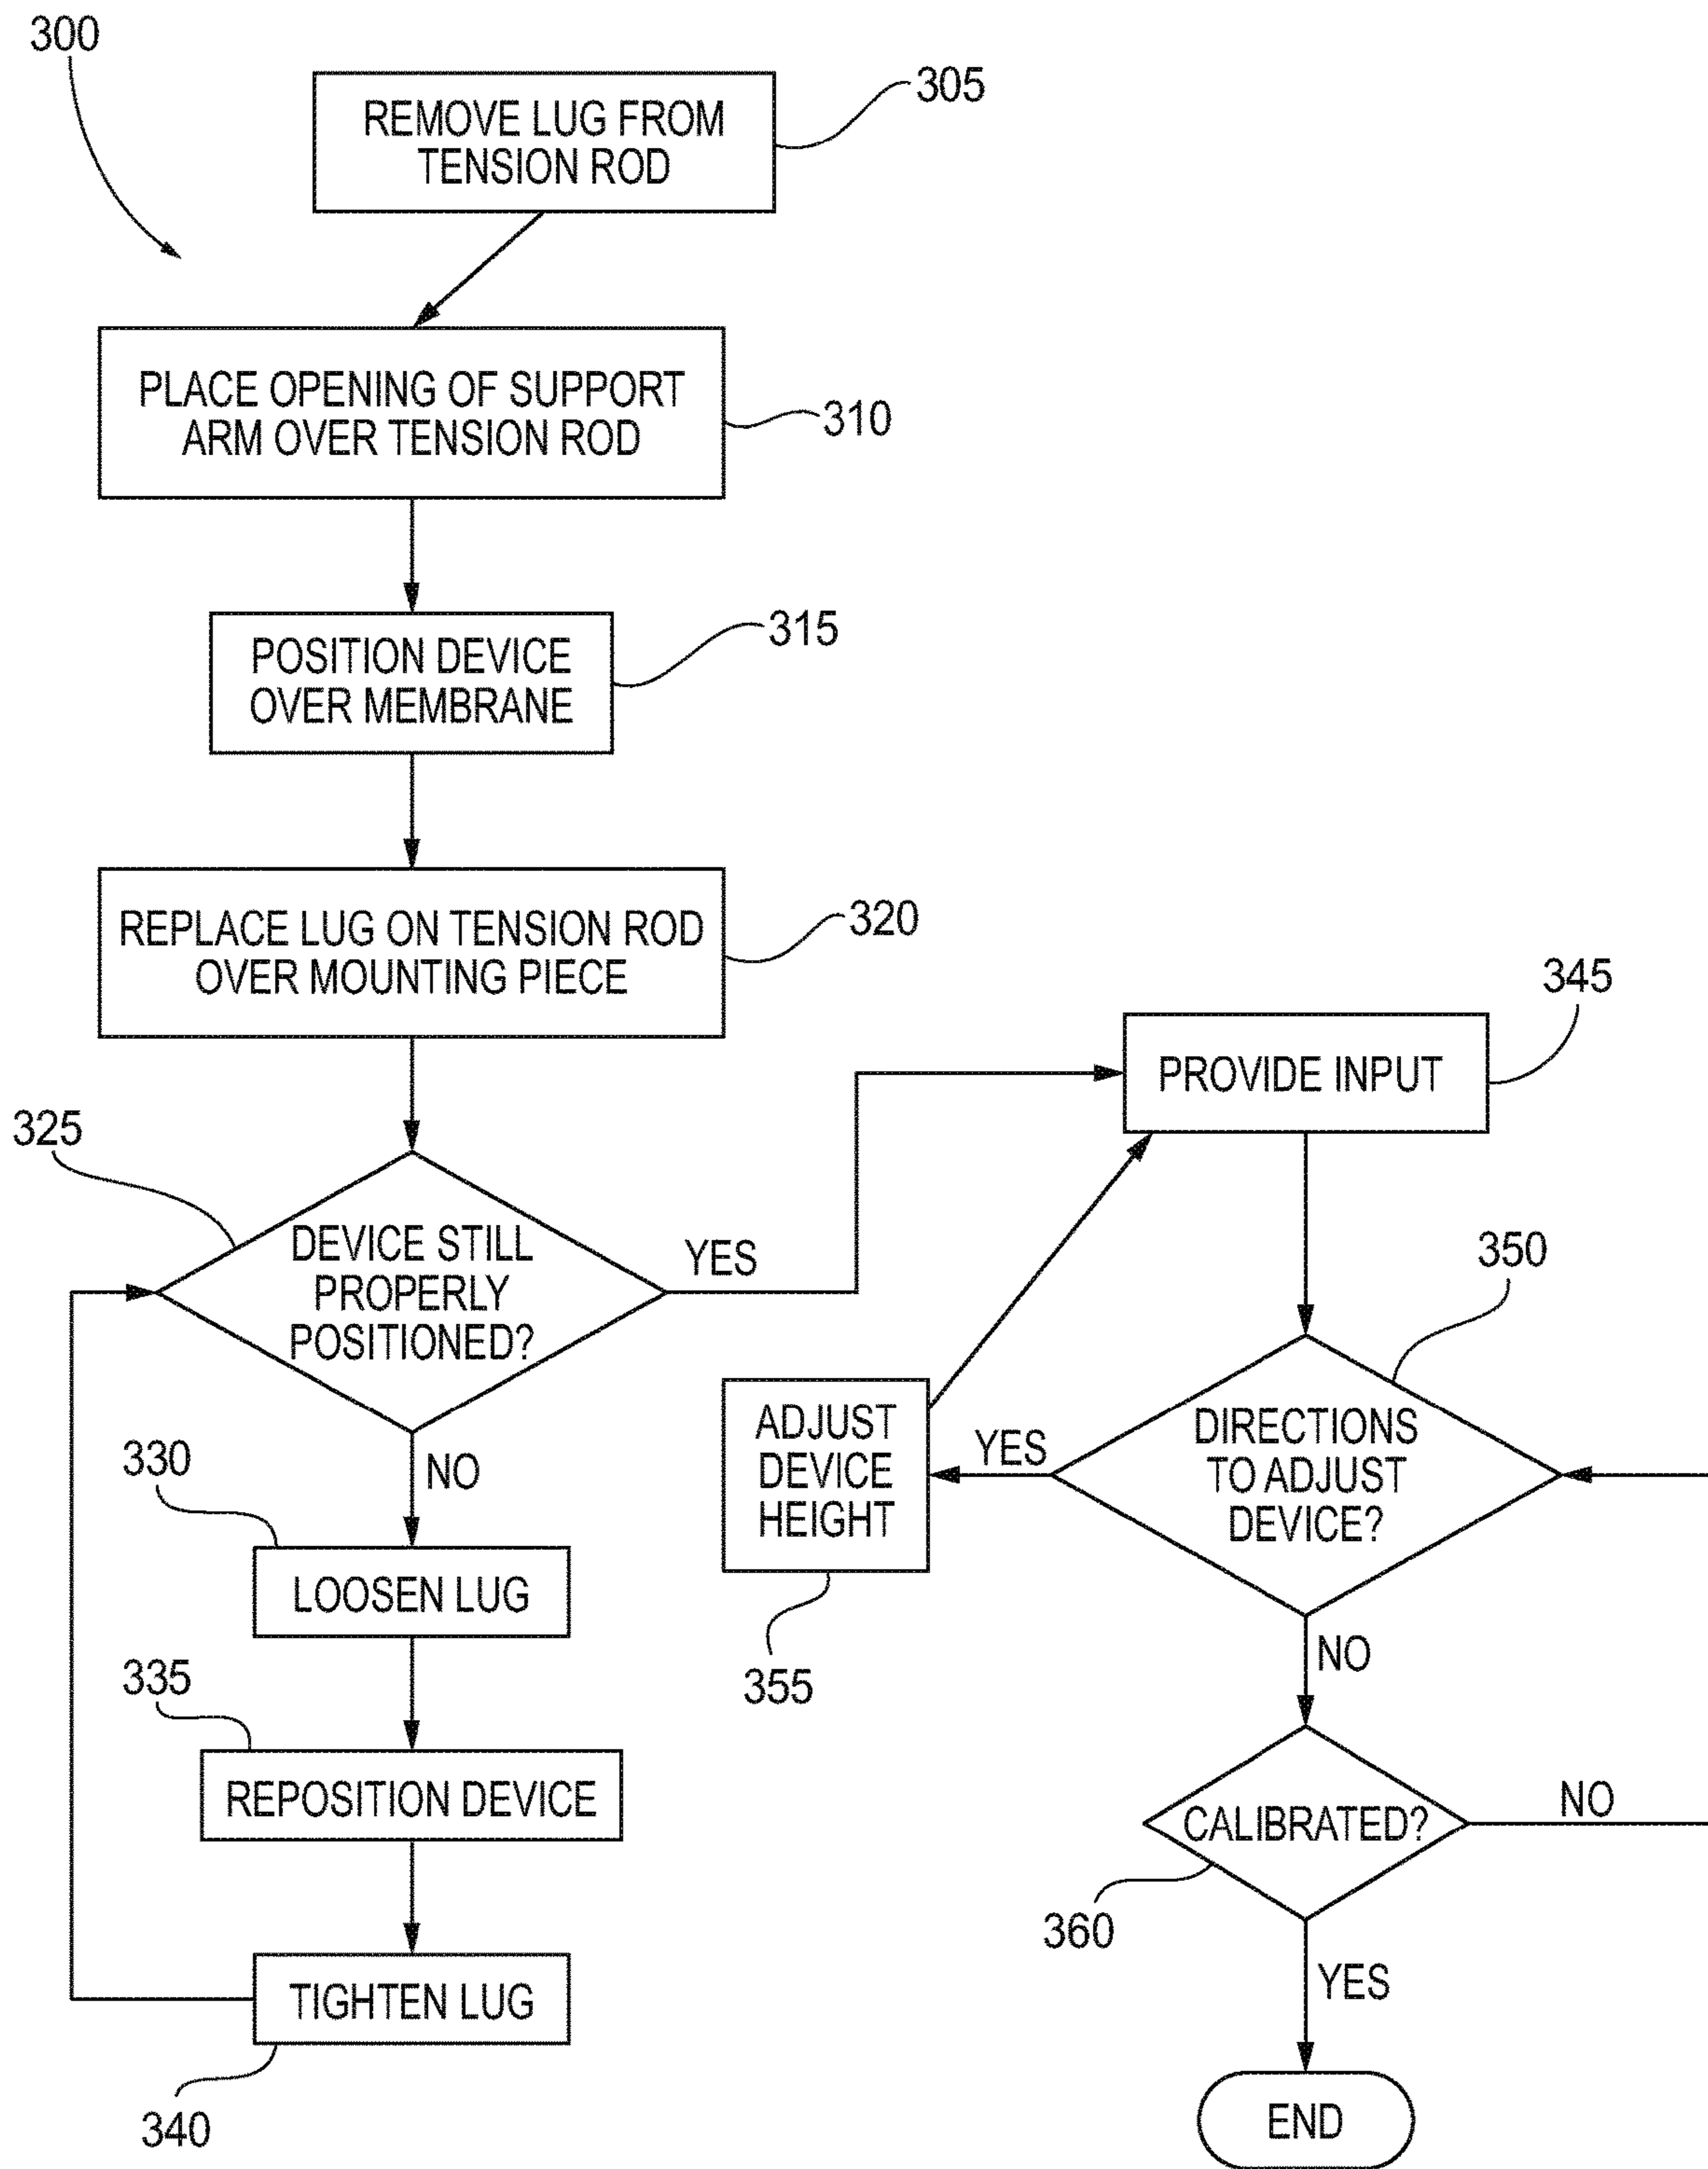 300
305
REMOVE LUG FROM
TENSION ROD
PLACE OPENING OF SUPPORT
ARM OVER TENSION ROD
310
315
POSITION DEVICE
OVER MEMBRANE
320
REPLACE LUG ON TENSION ROD
OVER MOUNTING PIECE
325
DEVICE STILL
PROPERLY
POSITIONED?
YES
NO
330
LOOSEN LUG
335
REPOSITION DEVICE
TIGHTEN LUG
340
345
PROVIDE INPUT
350
DIRECTIONS
TO ADJUST
DEVICE?
YES
ADJUST
DEVICE
HEIGHT
355
NO
CALIBRATED?
NO
360
YES
END